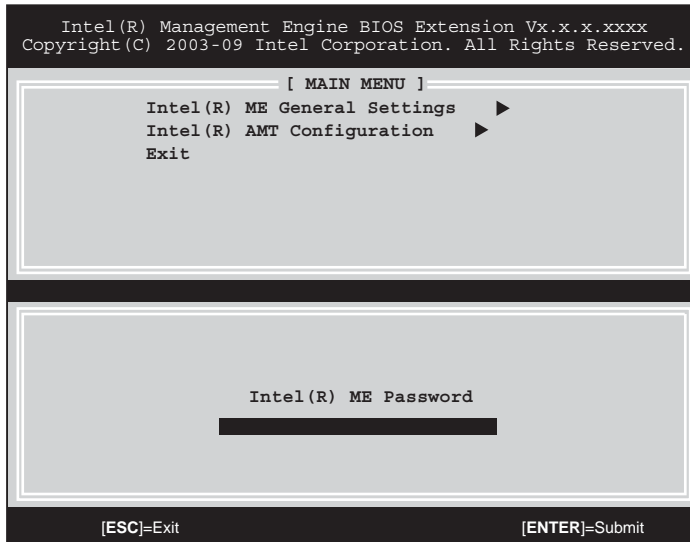 Intel(R) Management Engine BIOS Extension Vx.x.x.xxxx
Copyright(C) 2003-09 Intel Corporation. All Rights Reserved.
[ MAIN MENU ]
Intel(R) ME General Settings ▶
Intel(R) AMT Configuration ▶
Exit
Intel(R) ME Password
[ESC]=Exit [ENTER]=Submit